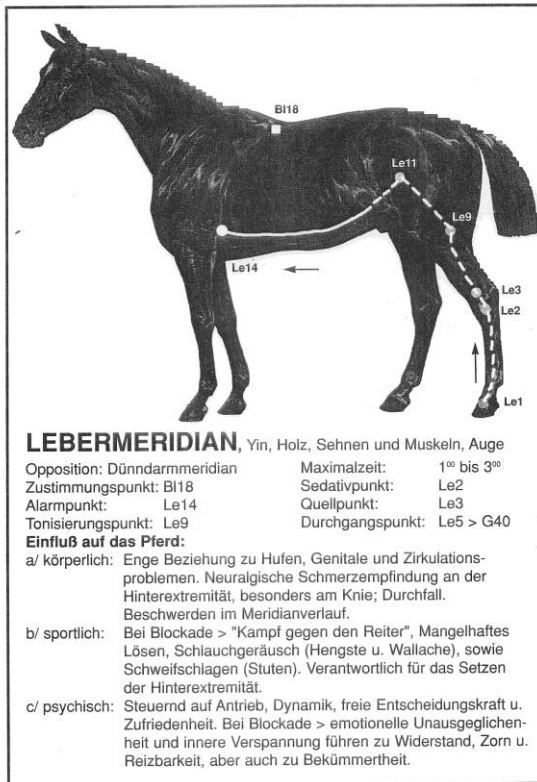 Bl18
Le11
Le9
Le14
Le3
Le2
Le1
LEBERMERIDIAN, Yin, Holz, Sehnen und Muskeln, Auge
Opposition: Dünndarmmeridian Maximalzeit: 1⁰⁰ bis 3⁰⁰
Zustimmungspunkt: Bl18 Sedativpunkt: Le2
Alarmpunkt: Le14 Quellpunkt: Le3
Tonisierungspunkt: Le9 Durchgangspunkt: Le5 > G40
Einfluß auf das Pferd:
a/ körperlich: Enge Beziehung zu Hufen, Genitale und Zirkulations-
problemen. Neuralgische Schmerzempfindung an der
Hinterextremität, besonders am Knie; Durchfall.
Beschwerden im Meridianverlauf.
b/ sportlich: Bei Blockade > "Kampf gegen den Reiter", Mangelhaftes
Lösen, Schlauchgeräusch (Hengste u. Wallache), sowie
Schweifschlagen (Stuten). Verantwortlich für das Setzen
der Hinterextremität.
c/ psychisch: Steuernd auf Antrieb, Dynamik, freie Entscheidungskraft u.
Zufriedenheit. Bei Blockade > emotionelle Unausgeglichen-
heit und innere Verspannung führen zu Widerstand, Zorn u.
Reizbarkeit, aber auch zu Bekümmertheit.